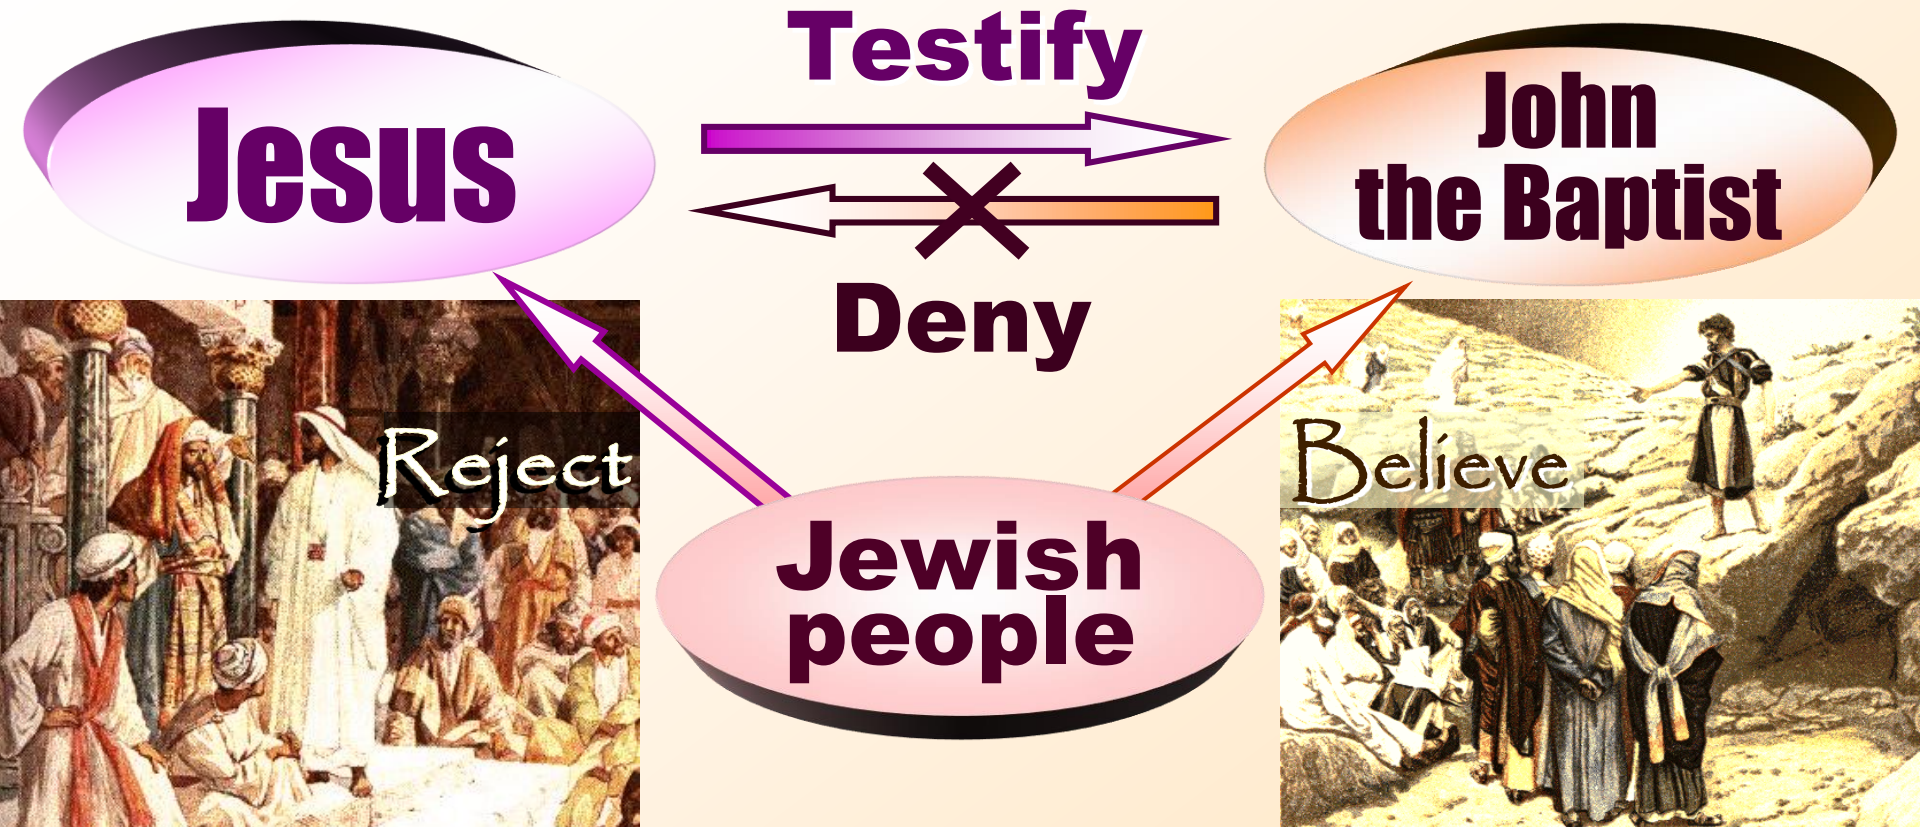 Testify
Jesus
John
the Baptist
Deny
Reject
Believe
Jewish
people